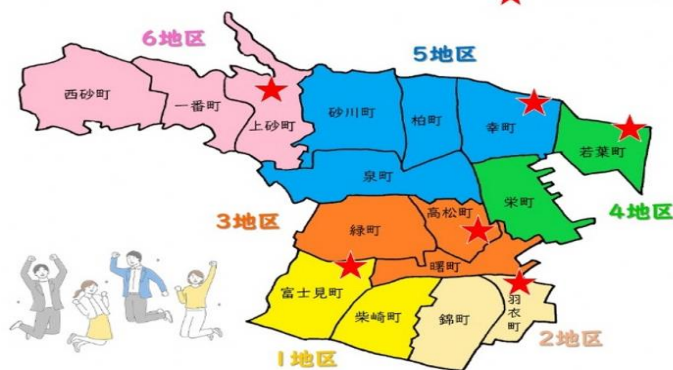 6地区
5地区
西砂町
一番町
上砂町
砂川町
柏町
幸町
若葉町
泉町
栄町
3地区
緑町
高松町
4地区
曙町
富士見町
柴崎町
錦町
羽衣町
2地区
1地区